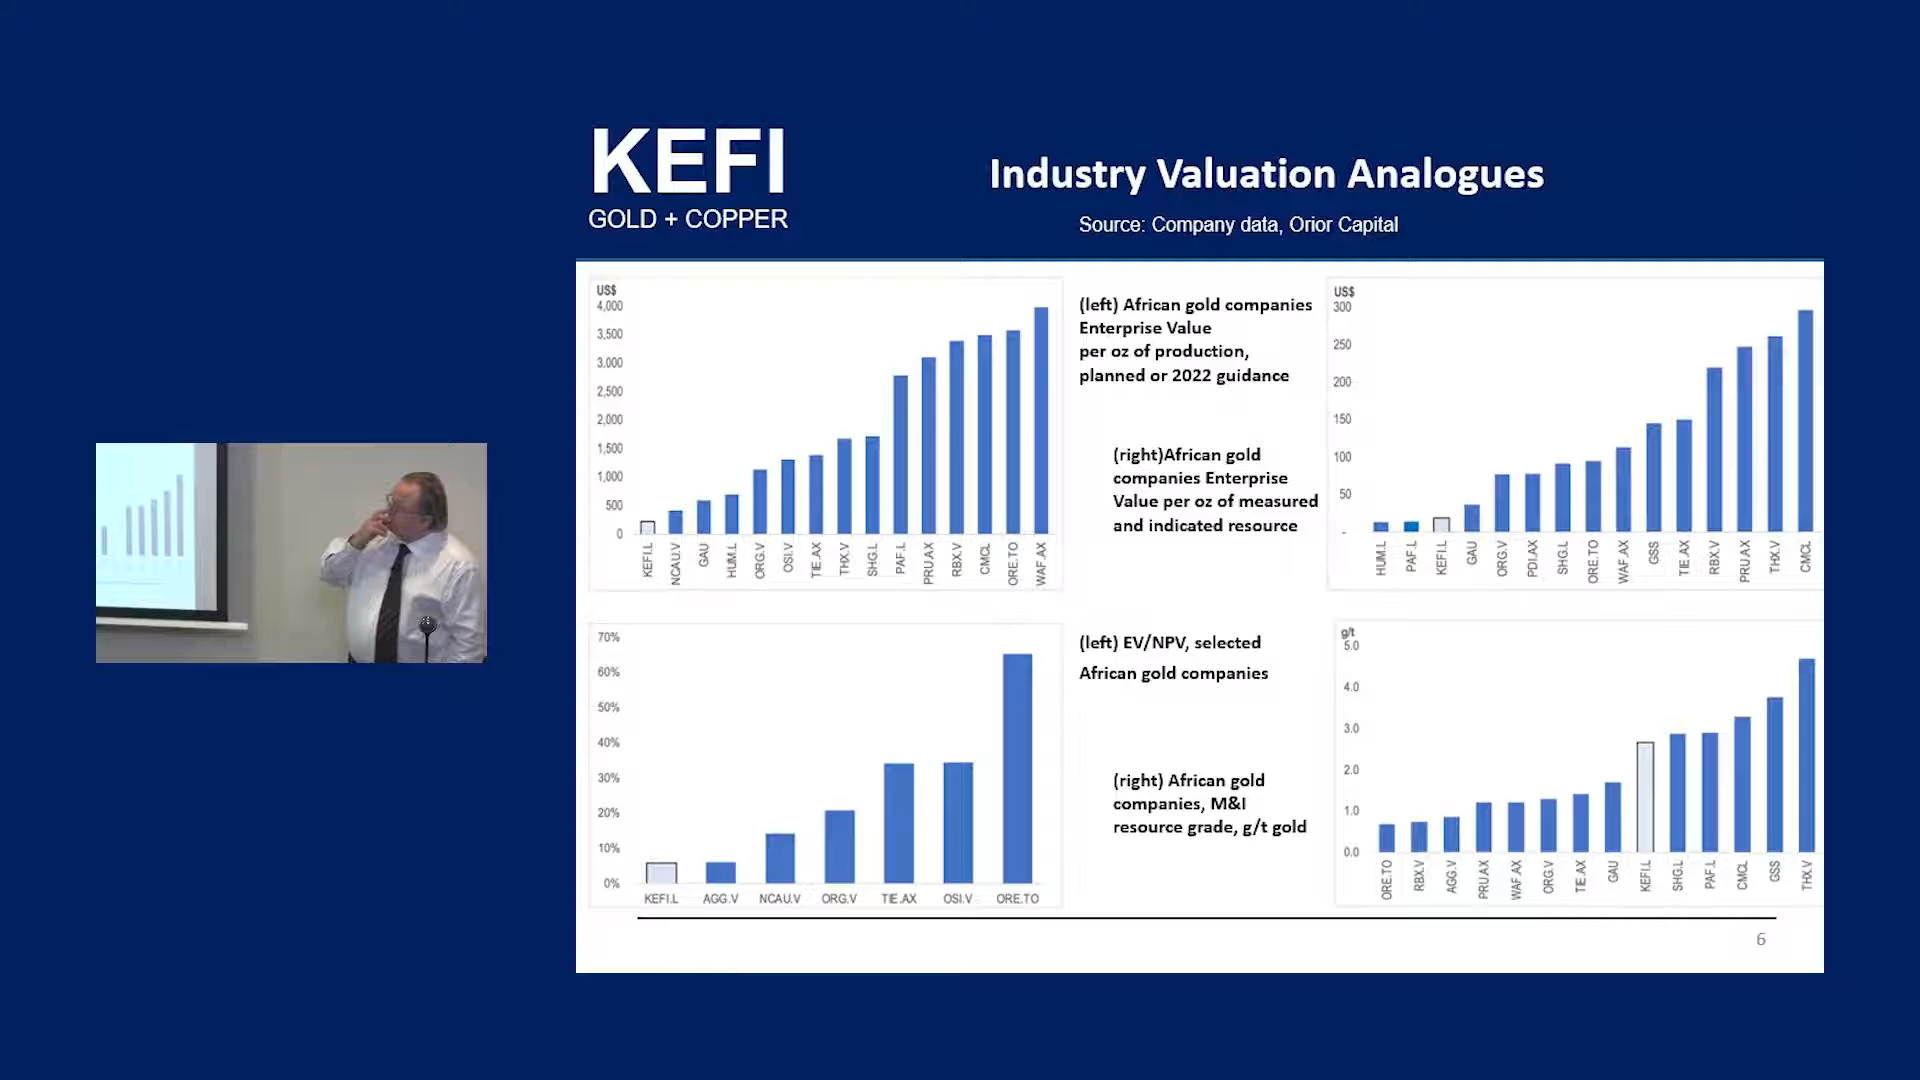 KEFI
GOLD + COPPER
Industry Valuation Analogues
Source: Company data, Orior Capital
US$
4,000
3,500
3,000
2,500
2,000
1,500
1,000
500
0
KEFI.L
NCAU.V
GAU
HUM.L
ORG.V
OSI.V
TIE.AX
THX.V
SHG.L
PAF.L
PRU.AX
RBX.V
CMCL
ORE.TO
WAF.AX
(left) African gold companies
Enterprise Value
per oz of production,
planned or 2022 guidance
(right)African gold
companies Enterprise
Value per oz of measured
and indicated resource
US$
300
250
200
150
100
50
-
HUM.L
PAF.L
KEFI.L
GAU
ORG.V
PDI.AX
SHG.L
ORE.TO
WAF.AX
GSS
TIE.AX
RBX.V
PRU.AX
THX.V
CMCL
70%
60%
50%
40%
30%
20%
10%
0%
KEFI.L
AGG.V
NCAU.V
ORG.V
TIE.AX
OSI.V
ORE.TO
(left) EV/NPV, selected
African gold companies
(right) African gold
companies, M&I
resource grade, g/t gold
g/t
5.0
4.0
3.0
2.0
1.0
0.0
ORE.TO
RBX.V
AGG.V
PRU.AX
WAF.AX
ORG.V
TIE.AX
GAU
KEFI.L
SHG.L
PAF.L
CMCL
GSS
THX.V
6